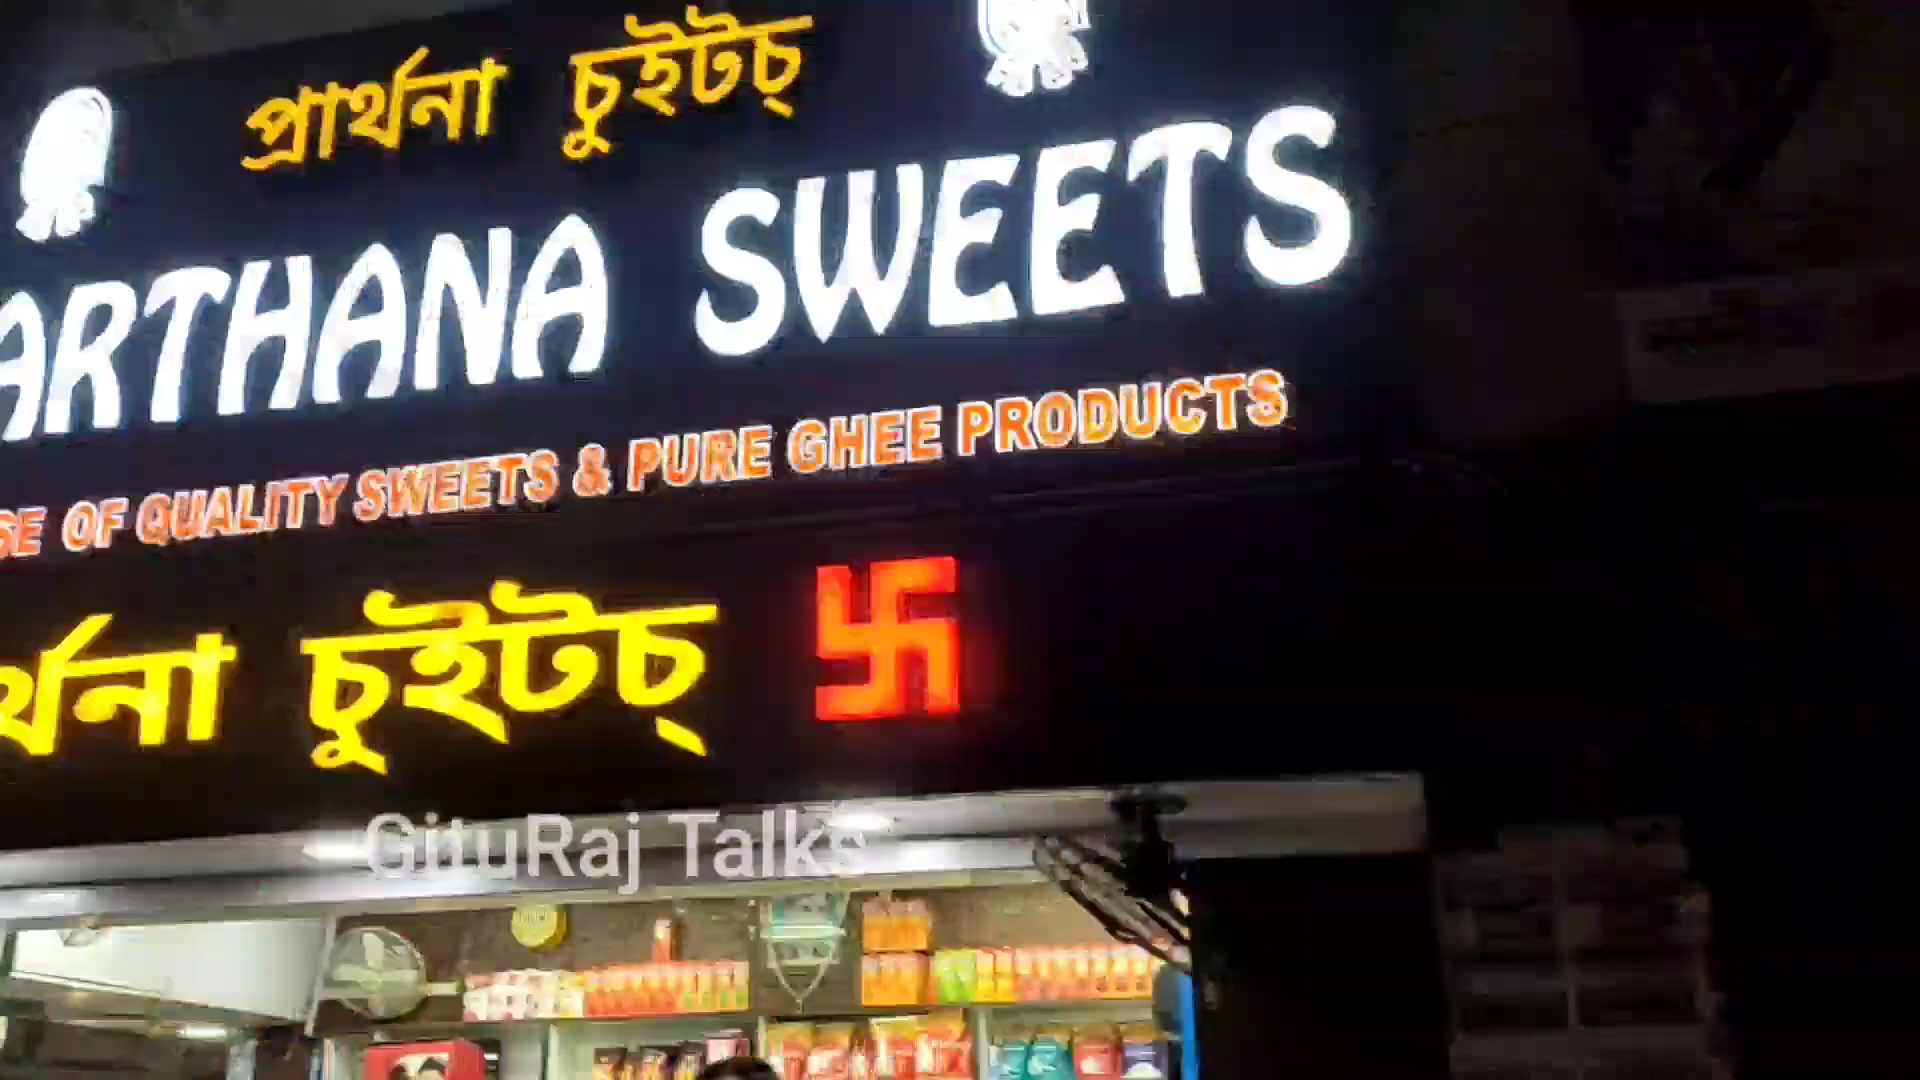 প্ৰাৰ্থনা চুইটচ্
ARTHANA SWEETS
SE OF QUALITY SWEETS & PURE GHEE PRODUCTS
ৰ্থনা চুইটচ্
GituRaj Talks